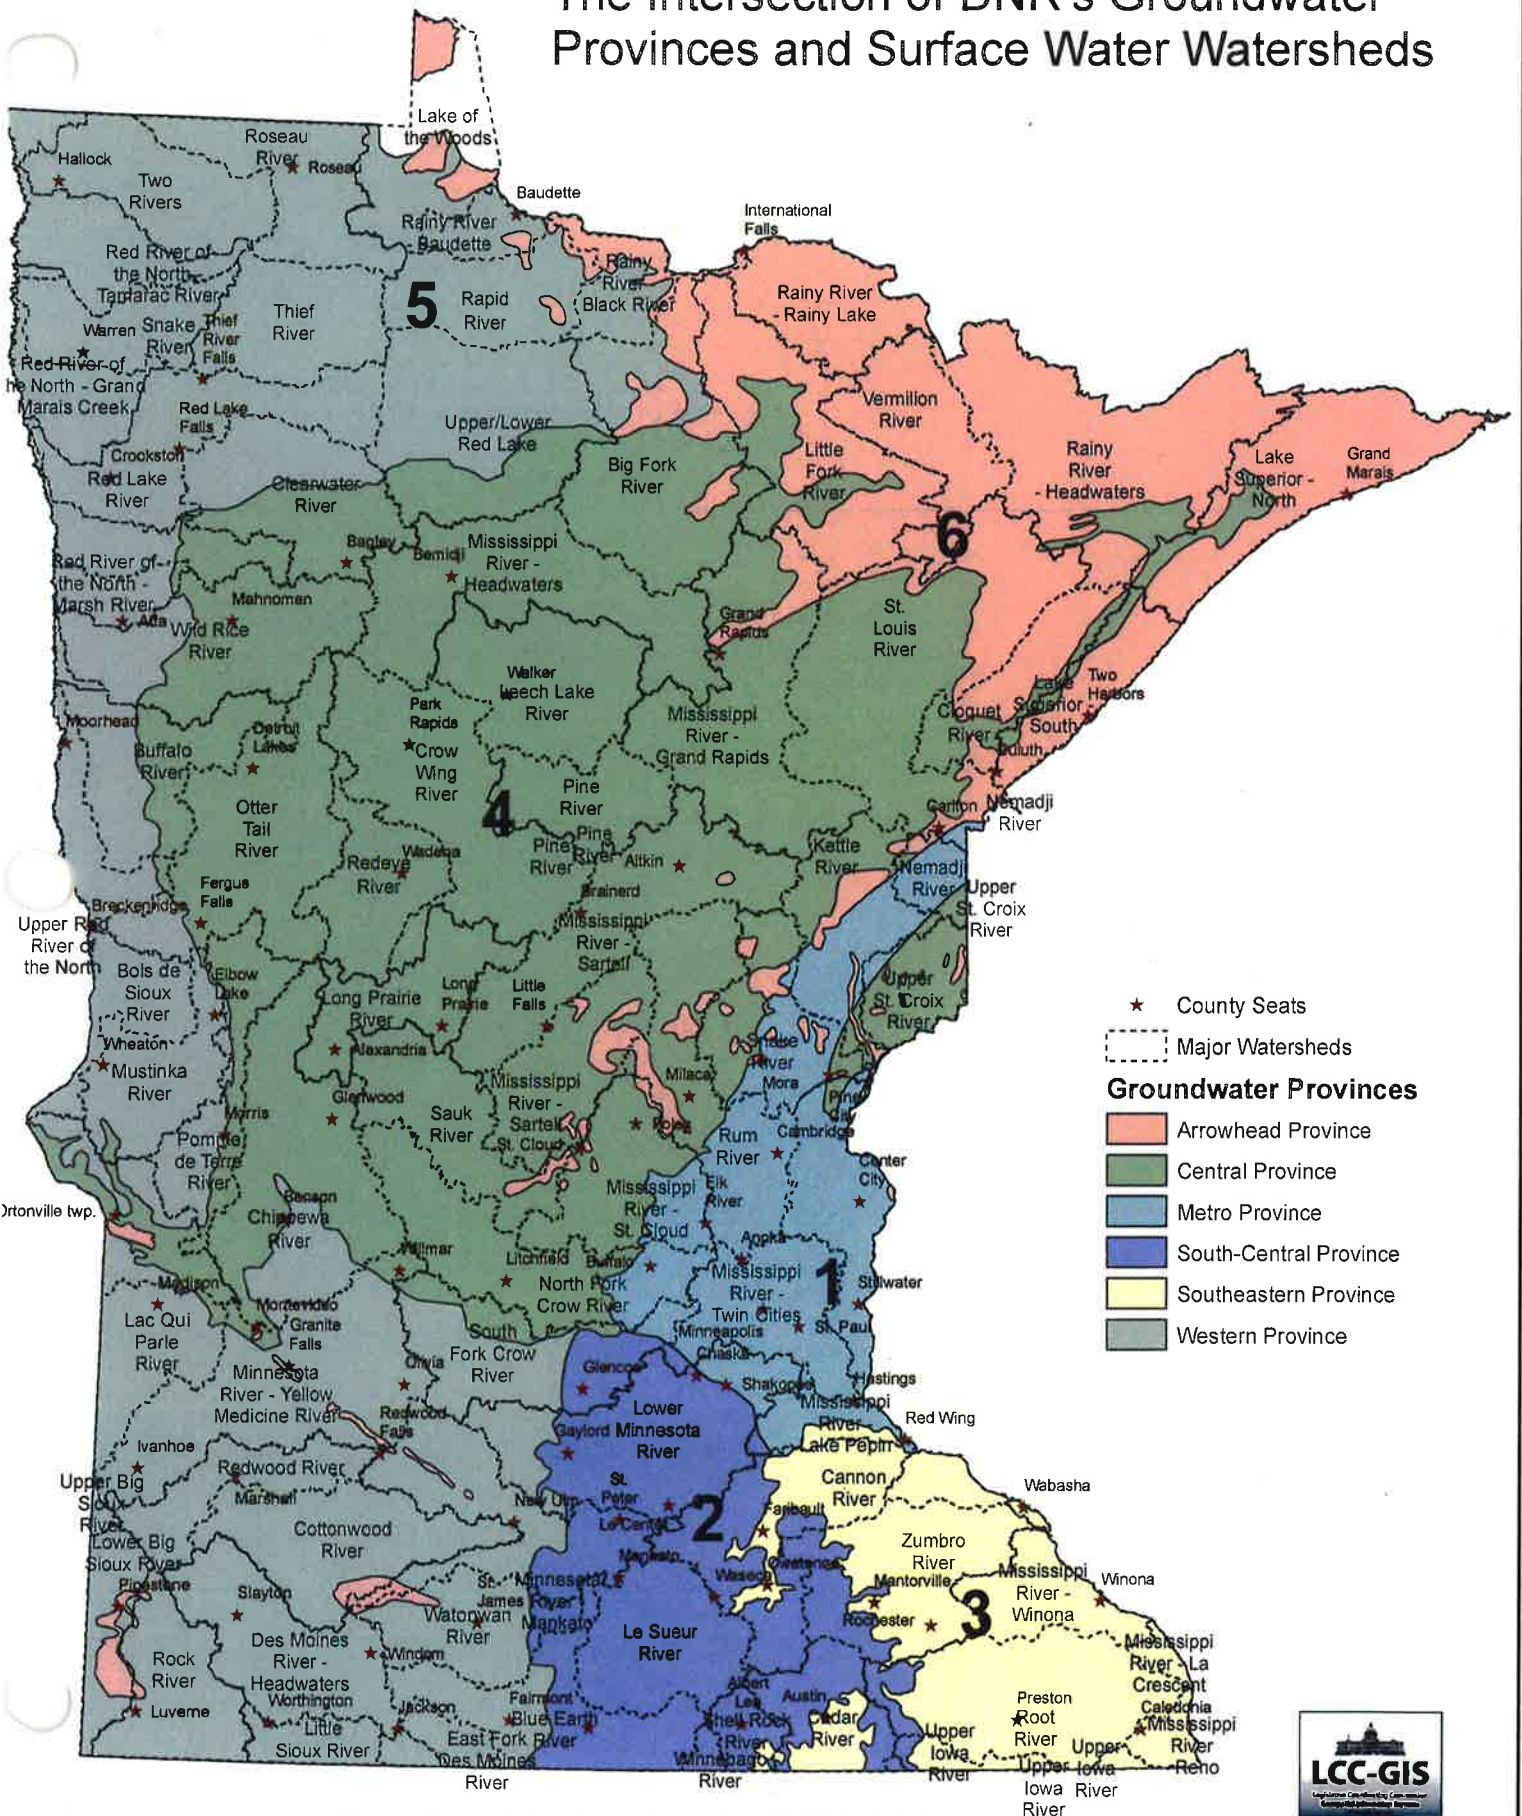 The Intersection of DNR's Groundwater
Provinces and Surface Water Watersheds
Lake of
the Woods
Hallock
Two
Rivers
Roseau
River
Roseau
Baudette
Rainy River
Baudette
International
Falls
Rainy
River
Black River
Rainy River
- Rainy Lake
Red River of
the North-
Tamarac River
5
Rapid
River
Thief
River
Warren
Snake
River
Thief
River
Falls
Red River of
he North - Grand
Marais Creek
Red Lake
Falls
Upper/Lower
Red Lake
Vermilion
River
Crookston
Red Lake
River
Clearwater
River
Big Fork
River
Little
Fork
River
Rainy
River
- Headwaters
Lake
Superior -
North
Grand
Marais
6
Red River of
the North -
Marsh River
Ada
Bagley
Bemidji
Mississippi
River -
Headwaters
Mahnomen
Wild Rice
River
Grand
Rapids
St.
Louis
River
Walker
Leech Lake
River
Park
Rapids
Crow
Wing
River
Mississippi
River -
Grand Rapids
Cloquet
River
Lake
Superior -
South
Two
Harbors
Duluth
Moorhead
Buffalo
River
Detroit
Lakes
Otter
Tail
River
4
Pine
River
Pine
River
Pine
River
Aitkin
Carlton
Nemadji
River
Kettle
River
Nemadji
River
Upper
St. Croix
River
Redeye
River
Wadena
Brainerd
Fergus
Falls
Breckenridge
Upper Red
River of
the North
Mississippi
River -
Sartell
Bois de
Sioux
River
Elbow
Lake
Long Prairie
River
Long
Prairie
Little
Falls
Upper
St. Croix
River
Wheaton
Mustinka
River
Alexandria
Snake
River
Mora
Milaca
Glenwood
Sauk
River
Mississippi
River -
Sartell
St. Cloud
Foley
Pine
City
Morris
Pomme
de Terre
River
Rum
River
Cambridge
Center
City
Ortonville twp.
Benson
Chippewa
River
Mississippi
River -
St. Cloud
Elk
River
Anoka
Willmar
Litchfield
Buffalo
North Fork
Crow River
Mississippi
River -
Twin Cities
1
Stillwater
Madison
Lac Qui
Parle
River
Montevideo
Granite
Falls
South
Fork Crow
River
Minneapolis
St. Paul
Chaska
Shakopee
Hastings
Minnesota
River - Yellow
Medicine River
Olivia
Glencoe
Lower
Minnesota
River
Mississippi
River -
Lake Pepin
Red Wing
Redwood
Falls
Gaylord
Ivanhoe
Redwood River
Marshall
Cannon
River
Wabasha
Upper Big
Sioux
River
Lower Big
Sioux River
Cottonwood
River
New Ulm
St.
Peter
Le Center
2
Faribault
Zumbro
River
Pipestone
Slayton
St.
James
Watonwan
River
Minnesota
River
Mankato
Mankato
Waseca
Owatonna
Mantorville
Rochester
3
Mississippi
River -
Winona
Winona
Rock
River
Des Moines
River -
Headwaters
Windom
Le Sueur
River
Mississippi
River - La
Crescent
Luverne
Worthington
Little
Sioux River
Jackson
East Fork
Des Moines
River
Fairmont
Blue Earth
River
Albert
Lea
Shell Rock
River
Winnebago
River
Austin
Cedar
River
Upper
Iowa
River
Preston
Root
River
Upper
Iowa
River
Upper
Iowa
River
Caledonia
Mississippi
River
Reno
County Seats
Major Watersheds
Groundwater Provinces
Arrowhead Province
Central Province
Metro Province
South-Central Province
Southeastern Province
Western Province
LCC-GIS